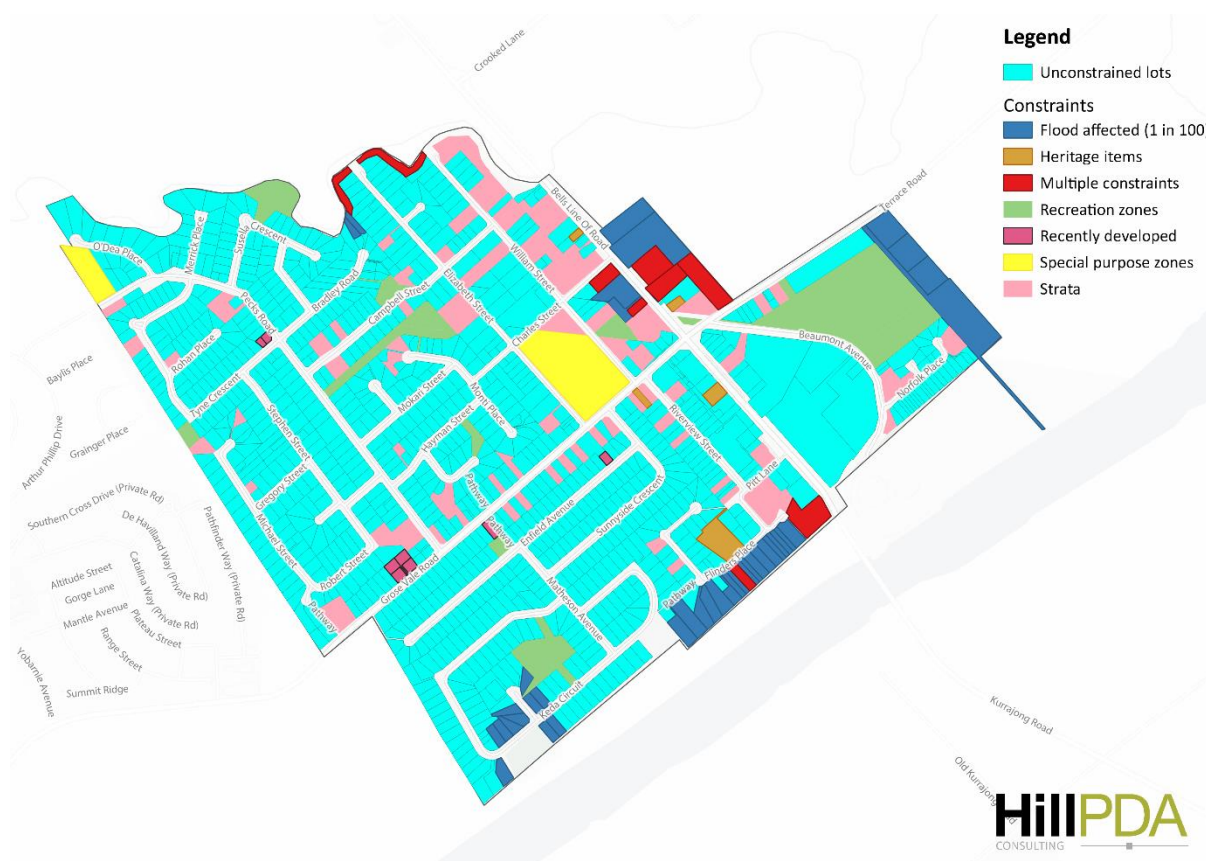 Crooked Lane
Legend
Unconstrained lots
Constraints
Flood affected (1 in 100)
Heritage items
Multiple constraints
Recreation zones
Recently developed
Special purpose zones
Strata
Bells Line Of Road
Terrace Road
O'Dea Place
Merrick Place
Susella
Crescent
Pecks Road
Bradley Road
Campbell Street
Elizabeth Street
William Street
Charles Street
Beaumont Avenue
Norfolk Place
Baylis Place
Rohan Place
Tyne Crescent
Mokari Street
Monti Place
Hayman Street
Riverview Street
Pitt Lane
Arthur Phillip Drive
Grainger Place
Stephen Street
Gregory Street
Michael Street
Robert Street
Pathway
Grose Vale Road
Pathway
Pathway
Enfield Avenue
Sunnyside Crescent
Matheson Avenue
Pathway
Flinders Place
Keda Circuit
Southern Cross Drive (Private Rd)
De Havilland Way (Private Rd)
Pathfinder Way (Private Rd)
Catalina Way (Private Rd)
Altitude Street
Gorge Lane
Mantle Avenue
Plateau Street
Range Street
Yobarnie Avenue
Summit Ridge
Kurrajong Road
Old Kurrajong Road
HillPDA
CONSULTING